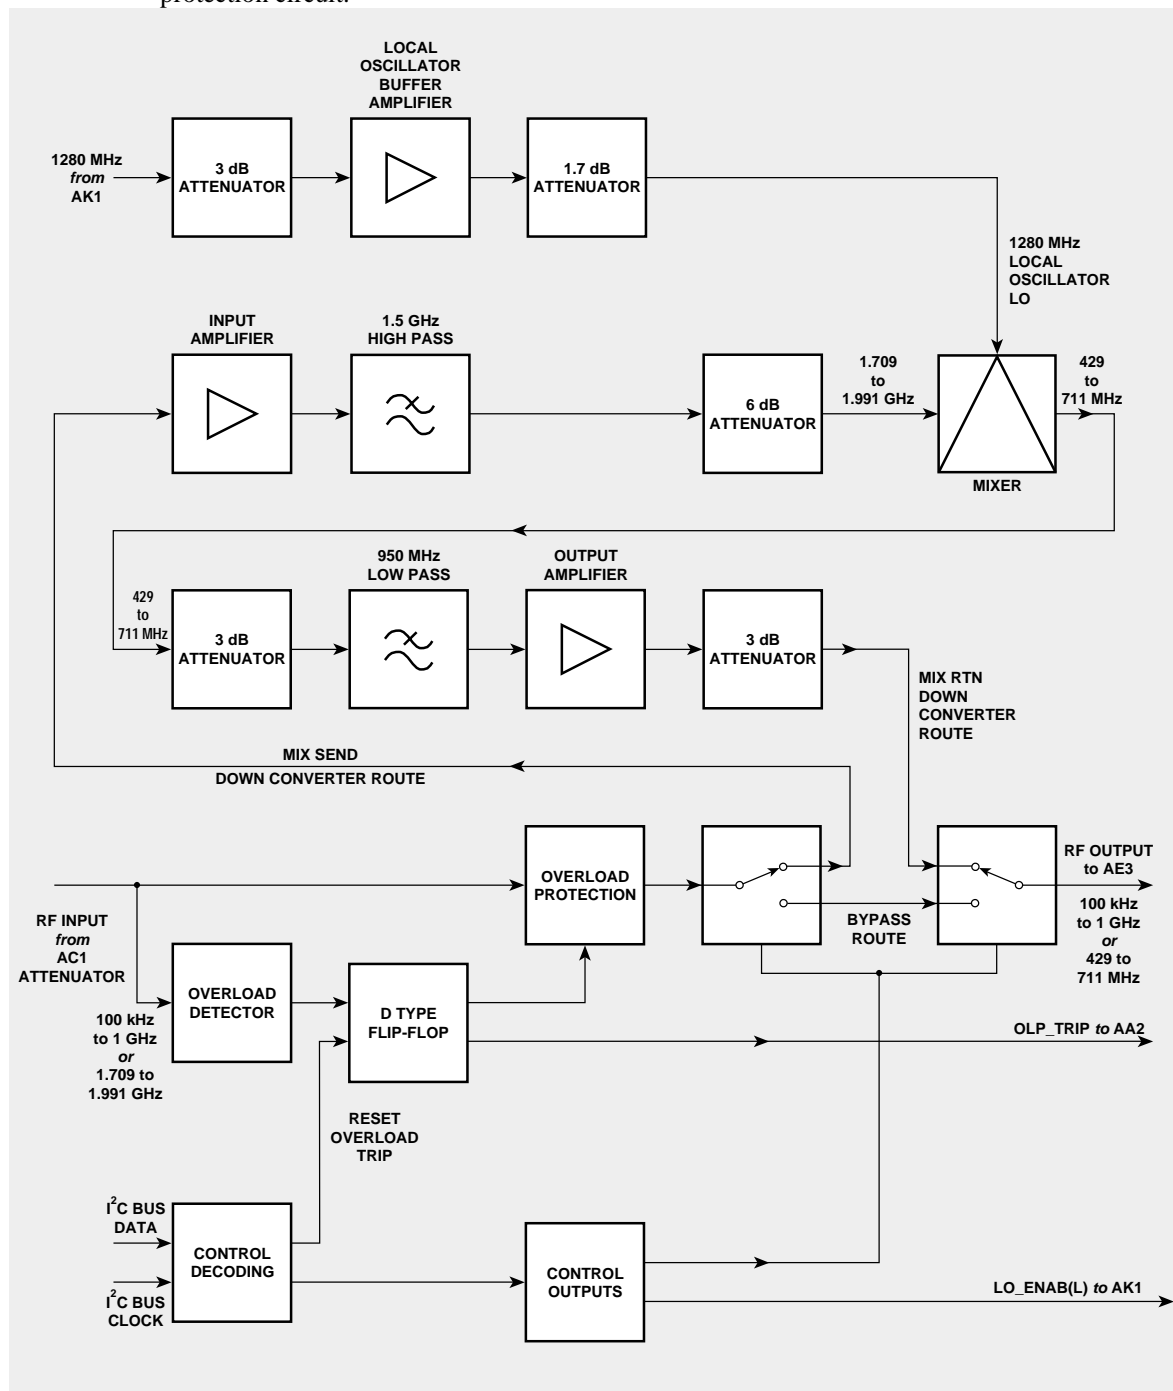 protection circuit.
LOCAL
OSCILLATOR
BUFFER
AMPLIFIER
1280 MHz
from
AK1
3 dB
ATTENUATOR
1.7 dB
ATTENUATOR
1280 MHz
LOCAL
OSCILLATOR
LO
INPUT
AMPLIFIER
1.5 GHz
HIGH PASS
6 dB
ATTENUATOR
1.709
to
1.991 GHz
429
to
711 MHz
MIXER
950 MHz
LOW PASS
OUTPUT
AMPLIFIER
429
to
711 MHz
3 dB
ATTENUATOR
3 dB
ATTENUATOR
MIX RTN
DOWN
CONVERTER
ROUTE
MIX SEND
DOWN CONVERTER ROUTE
OVERLOAD
PROTECTION
RF OUTPUT
to AE3
100 kHz
to 1 GHz
or
429 to
711 MHz
BYPASS
ROUTE
RF INPUT
from
AC1
ATTENUATOR
OVERLOAD
DETECTOR
D TYPE
FLIP-FLOP
100 kHz
to 1 GHz
or
1.709 to
1.991 GHz
OLP_TRIP to AA2
RESET
OVERLOAD
TRIP
I²C BUS
DATA
CONTROL
DECODING
I²C BUS
CLOCK
CONTROL
OUTPUTS
LO_ENAB(L) to AK1